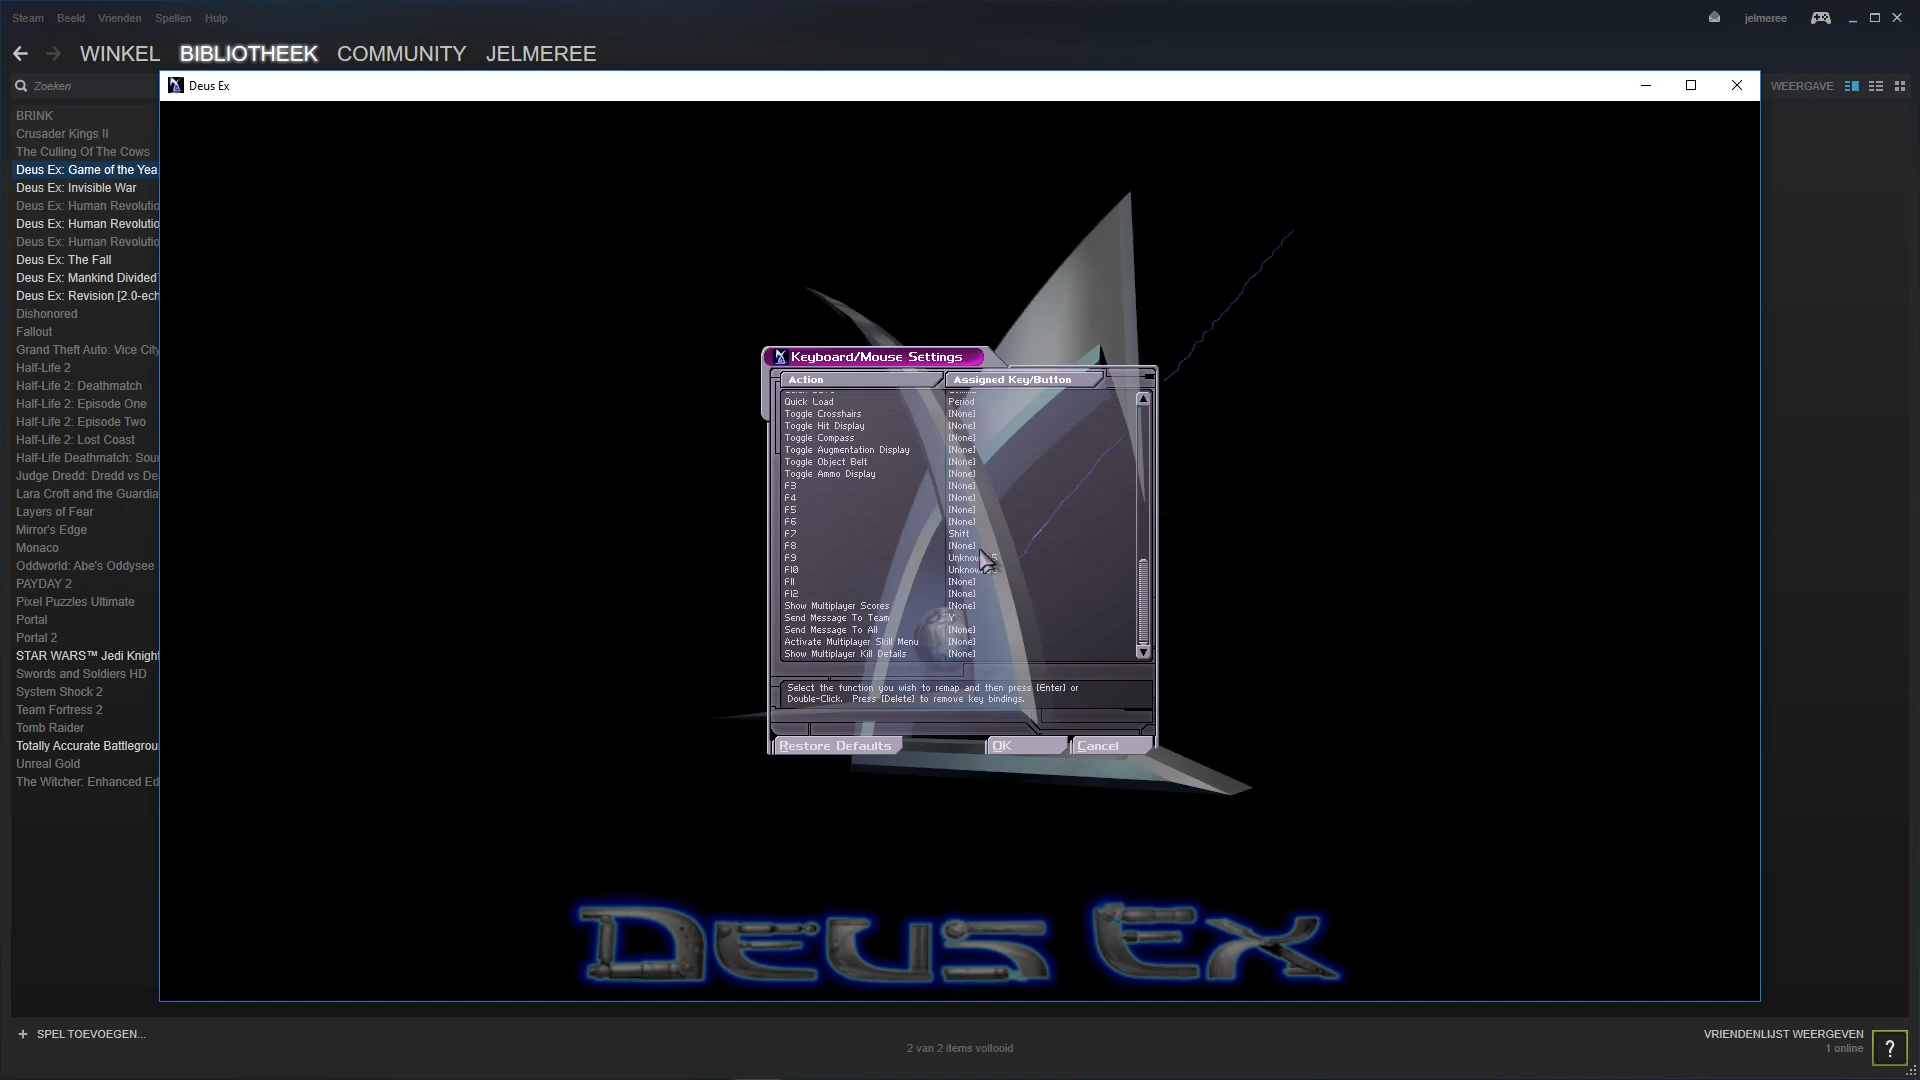 Steam Beeld Vrienden Spellen Hulp
jelmeree
WINKEL BIBLIOTHEEK COMMUNITY JELMEREE
Zoeken
WEERGAVE
Deus Ex
BRINK
Crusader Kings II
The Culling Of The Cows
Deus Ex: Game of the Yea
Deus Ex: Invisible War
Deus Ex: Human Revolutio
Deus Ex: Human Revolutio
Deus Ex: Human Revolutio
Deus Ex: The Fall
Deus Ex: Mankind Divided
Deus Ex: Revision [2.0-ech
Dishonored
Fallout
Grand Theft Auto: Vice City
Half-Life 2
Half-Life 2: Deathmatch
Half-Life 2: Episode One
Half-Life 2: Episode Two
Half-Life 2: Lost Coast
Half-Life Deathmatch: Sou
Judge Dredd: Dredd vs De
Lara Croft and the Guardia
Layers of Fear
Mirror's Edge
Monaco
Oddworld: Abe's Oddysee
PAYDAY 2
Pixel Puzzles Ultimate
Portal
Portal 2
STAR WARS™ Jedi Knight
Swords and Soldiers HD
System Shock 2
Team Fortress 2
Tomb Raider
Totally Accurate Battlegrou
Unreal Gold
The Witcher: Enhanced Ed
Keyboard/Mouse Settings
Action Assigned Key/Button
Quick Load Period
Toggle Crosshairs [None]
Toggle Hit Display [None]
Toggle Compass [None]
Toggle Augmentation Display [None]
Toggle Object Belt [None]
Toggle Ammo Display [None]
F3 [None]
F4 [None]
F5 [None]
F6 [None]
F7 Shift
F8 [None]
F9
F10
F11 [None]
F12 [None]
Show Multiplayer Scores [None]
Send Message To Team Y
Send Message To All [None]
Activate Multiplayer Skill Menu [None]
Show Multiplayer Kill Details [None]
Select the function you wish to remap and then press [Enter] or
Double-Click. Press [Delete] to remove key bindings.
Restore Defaults OK Cancel
DEUS EX
+ SPEL TOEVOEGEN...
2 van 2 items voltooid
VRIENDENLIJST WEERGEVEN
1 online
?